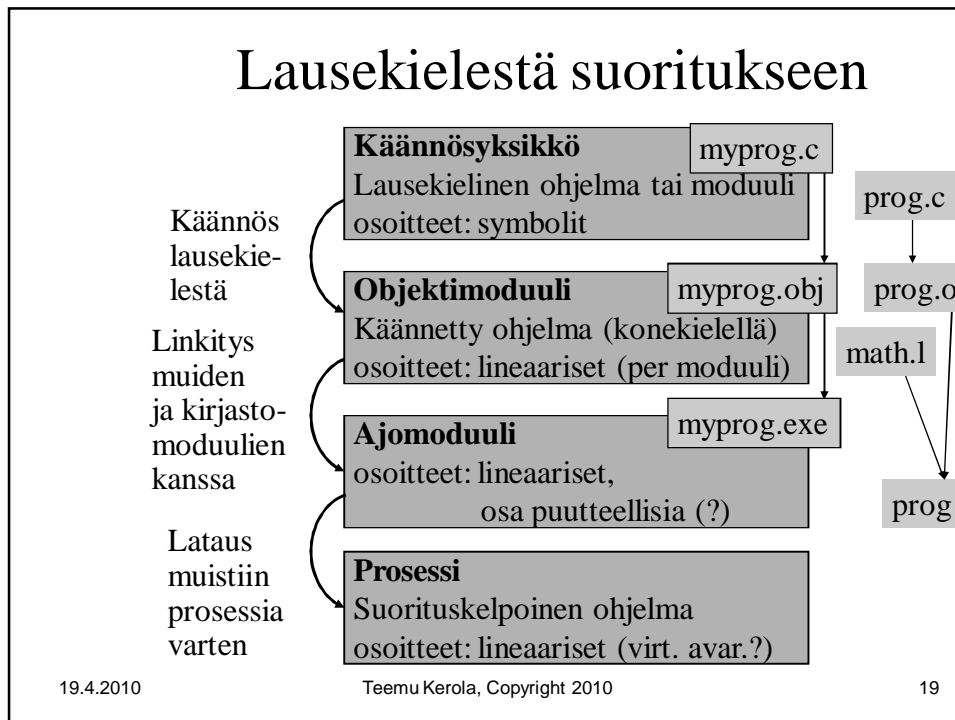 Lausekielestä suoritukseen
Käännösyksikkö
myprog.c
Lausekielinen ohjelma tai moduuli
osoitteet: symbolit
Käännös
lausekie-
lestä
Objektimoduuli
myprog.obj
Käännetty ohjelma (konekielellä)
osoitteet: lineaariset (per moduuli)
Linkitys
muiden
ja kirjasto-
moduulien
kanssa
Ajomoduuli
myprog.exe
osoitteet: lineaariset,
osa puutteellisia (?)
Lataus
muistiin
prosessia
varten
Prosessi
Suorituskelpoinen ohjelma
osoitteet: lineaariset (virt. avar.?)
prog.c
prog.o
math.l
prog
19.4.2010
Teemu Kerola, Copyright 2010
19